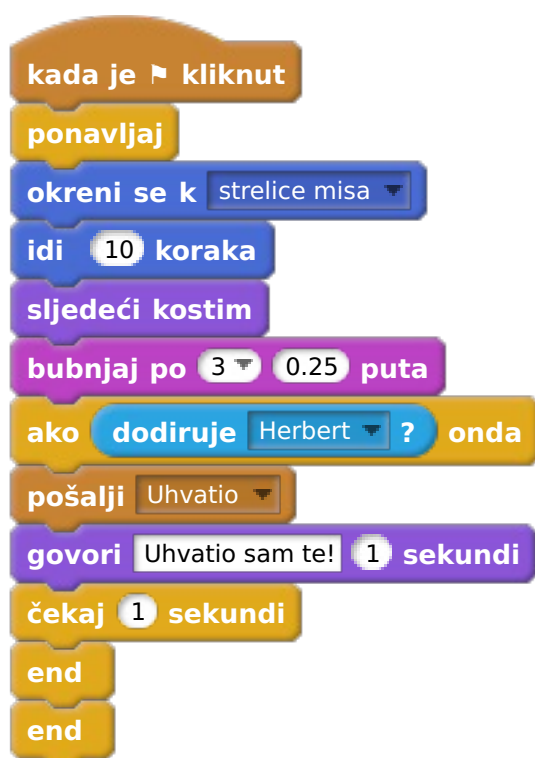 kada je ⚑ kliknut
ponavljaj
okreni se k strelice misa
idi 10 koraka
sljedeći kostim
bubnjaj po 3 0.25 puta
ako dodiruje Herbert ? onda
pošalji Uhvatio
govori Uhvatio sam te! 1 sekundi
čekaj 1 sekundi
end
end